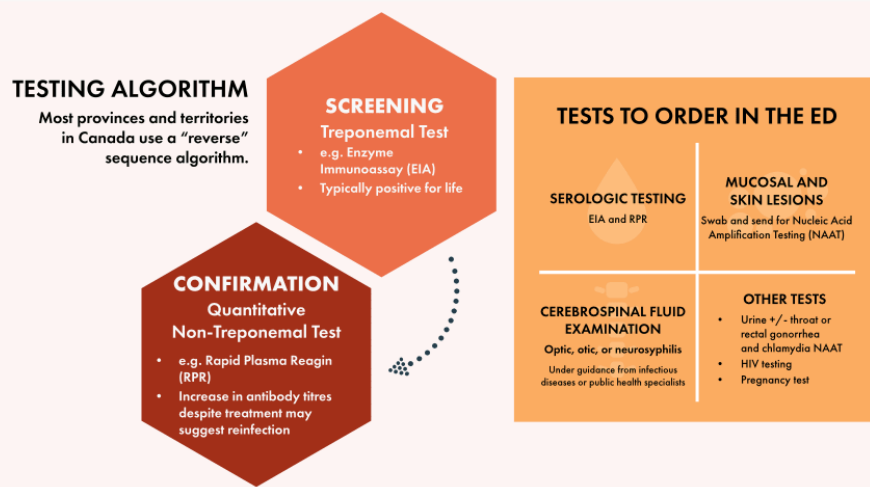 TESTING ALGORITHM
Most provinces and territories
in Canada use a “reverse”
sequence algorithm.
SCREENING
Treponemal Test
• e.g. Enzyme
Immunoassay (EIA)
• Typically positive for life
CONFIRMATION
Quantitative
Non-Treponemal Test
• e.g. Rapid Plasma Reagin
(RPR)
• Increase in antibody titres
despite treatment may
suggest reinfection
TESTS TO ORDER IN THE ED
SEROLOGIC TESTING
EIA and RPR
MUCOSAL AND
SKIN LESIONS
Swab and send for Nucleic Acid
Amplification Testing (NAAT)
CEREBROSPINAL FLUID
EXAMINATION
Optic, otic, or neurosyphilis
Under guidance from infectious
diseases or public health specialists
OTHER TESTS
• Urine +/- throat or
rectal gonorrhea
and chlamydia NAAT
• HIV testing
• Pregnancy test